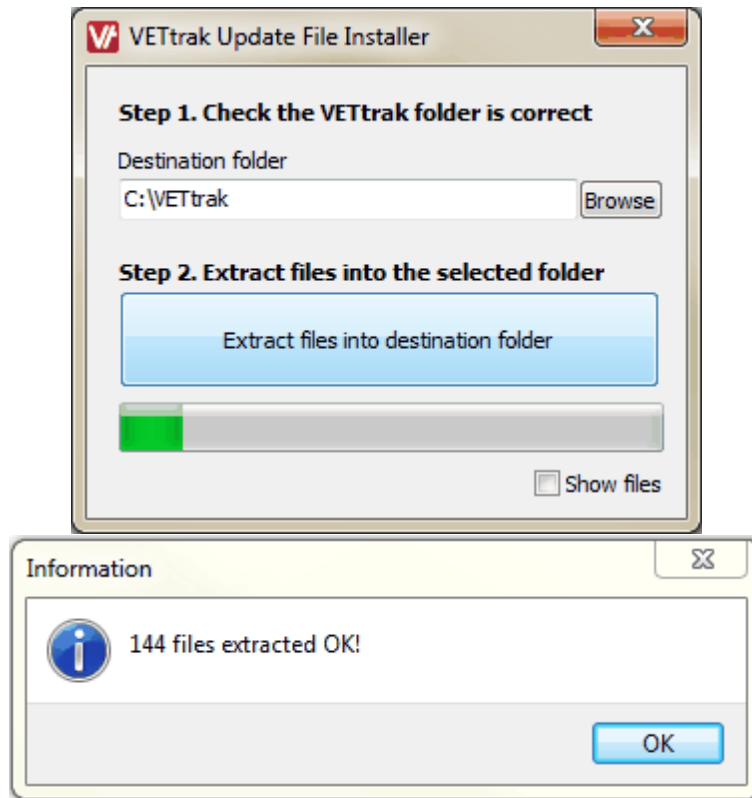 VETtrak Update File Installer
Step 1. Check the VETtrak folder is correct
Destination folder
C:\VETtrak
Browse
Step 2. Extract files into the selected folder
Extract files into destination folder
Show files
Information
144 files extracted OK!
OK